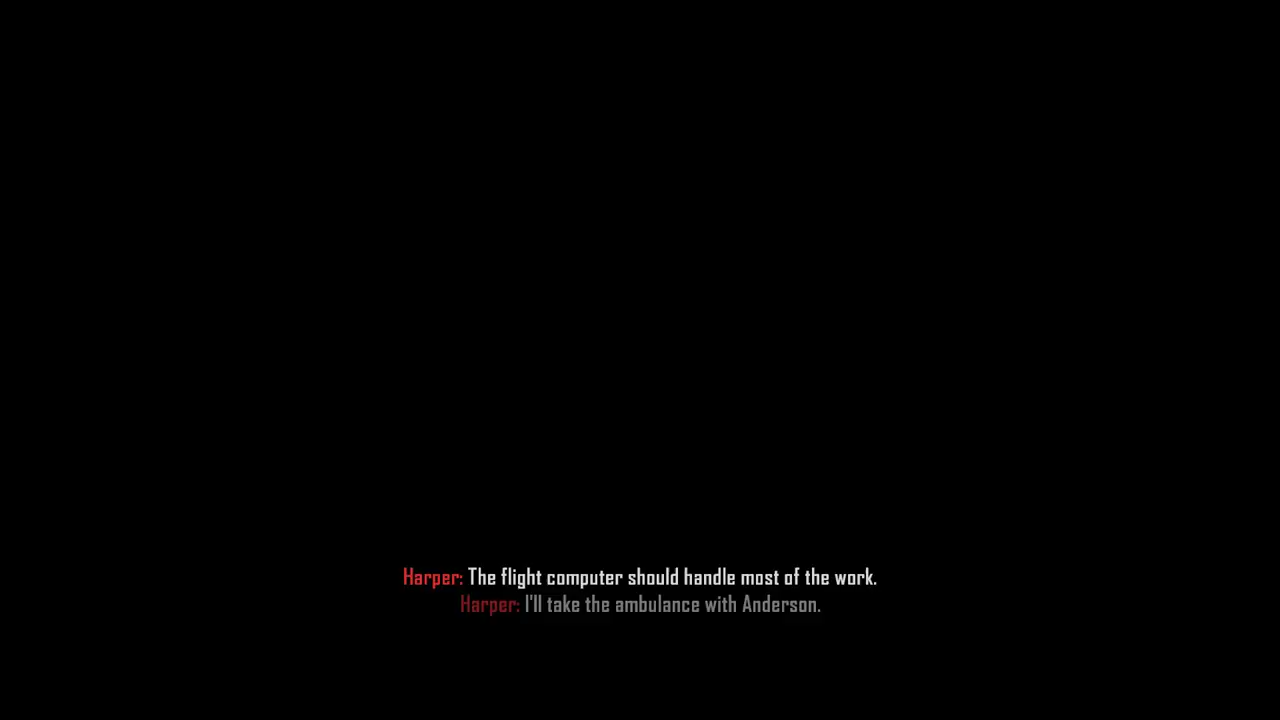 Harper: The flight computer should handle most of the work.
Harper: I'll take the ambulance with Anderson.